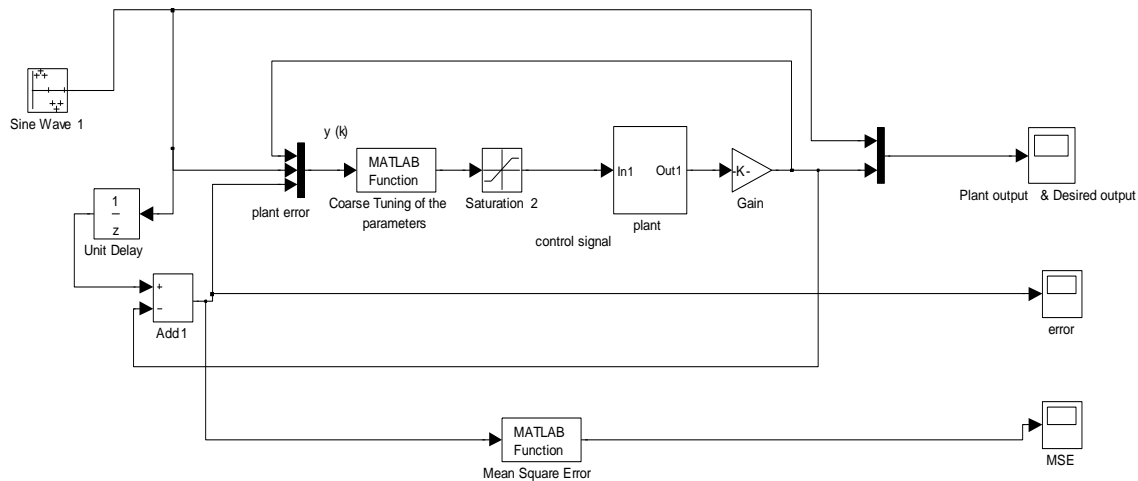 Sine Wave 1
y (k)
plant error
MATLAB
Function
Coarse Tuning of the
parameters
Saturation 2
control signal
In1
Out1
plant
-K-
Gain
Plant output & Desired output
1
z
Unit Delay
+
−
Add1
error
MATLAB
Function
Mean Square Error
MSE